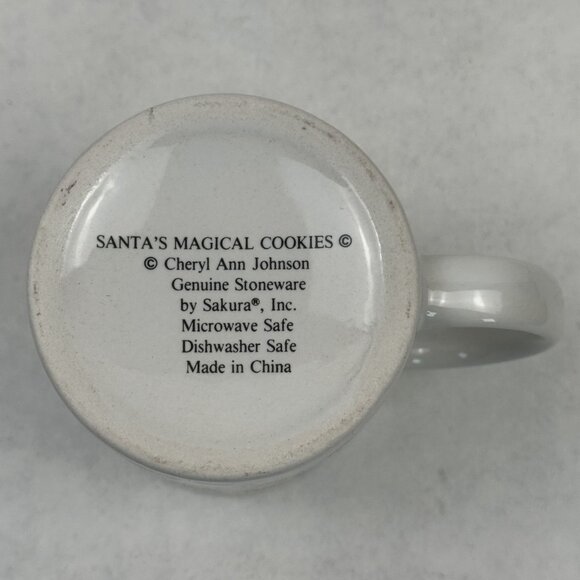 SANTA'S MAGICAL COOKIES ©
© Cheryl Ann Johnson
Genuine Stoneware
by Sakura®, Inc.
Microwave Safe
Dishwasher Safe
Made in China